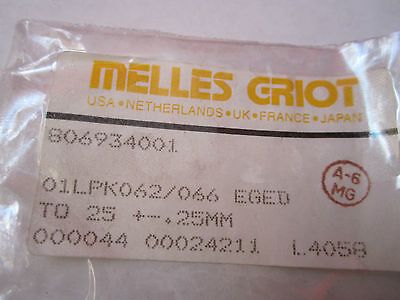 MELLES GRIOT
USA•NETHERLANDS•UK•FRANCE•JAPAN
806934001
A-6
MG
01LPK062/066 EGED
TO 25 +-.25MM
000044 00024211 L4058